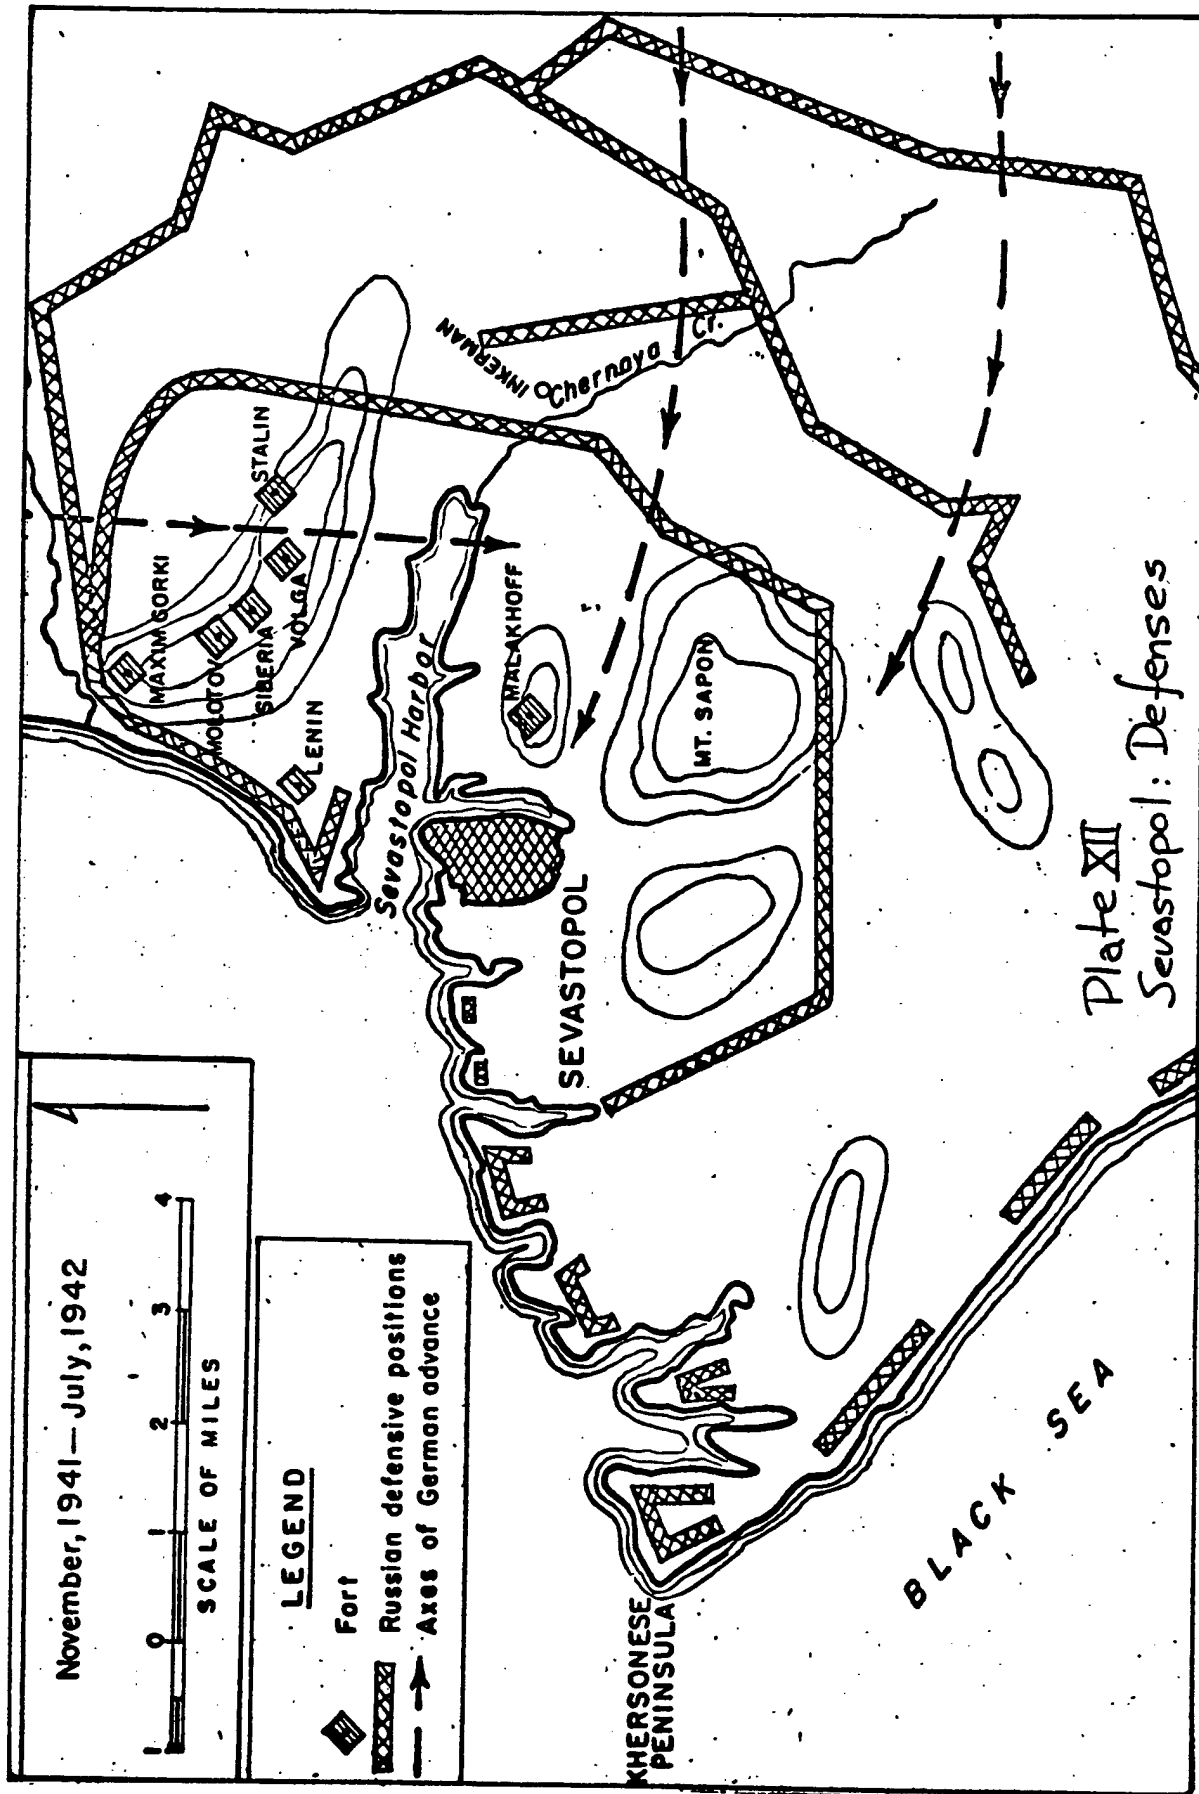 November, 1941 — July, 1942
1 0 1 2 3 4
SCALE OF MILES
LEGEND
Fort
Russian defensive positions
Axes of German advance
MAXIM GORKI
STALIN
MOLOTOV
SIBERIA
VOLGA
LENIN
INKERMAN
Chernaya Cr.
Sevastopol Harbor
MALAKHOFF
SEVASTOPOL
MT. SAPON
KHERSONESE
PENINSULA
BLACK SEA
Plate XII
Sevastopol: Defenses